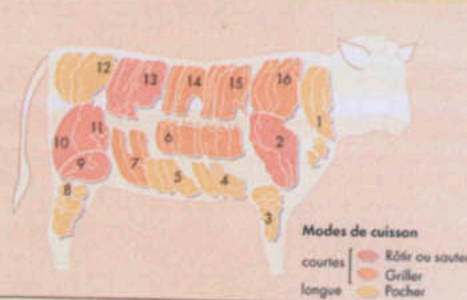 12 13 14 15 16
1
11
10 6 2
9 7
8 5 4
3
Modes de cuisson
courtes Rôtir ou sauter
Griller
longue Pocher